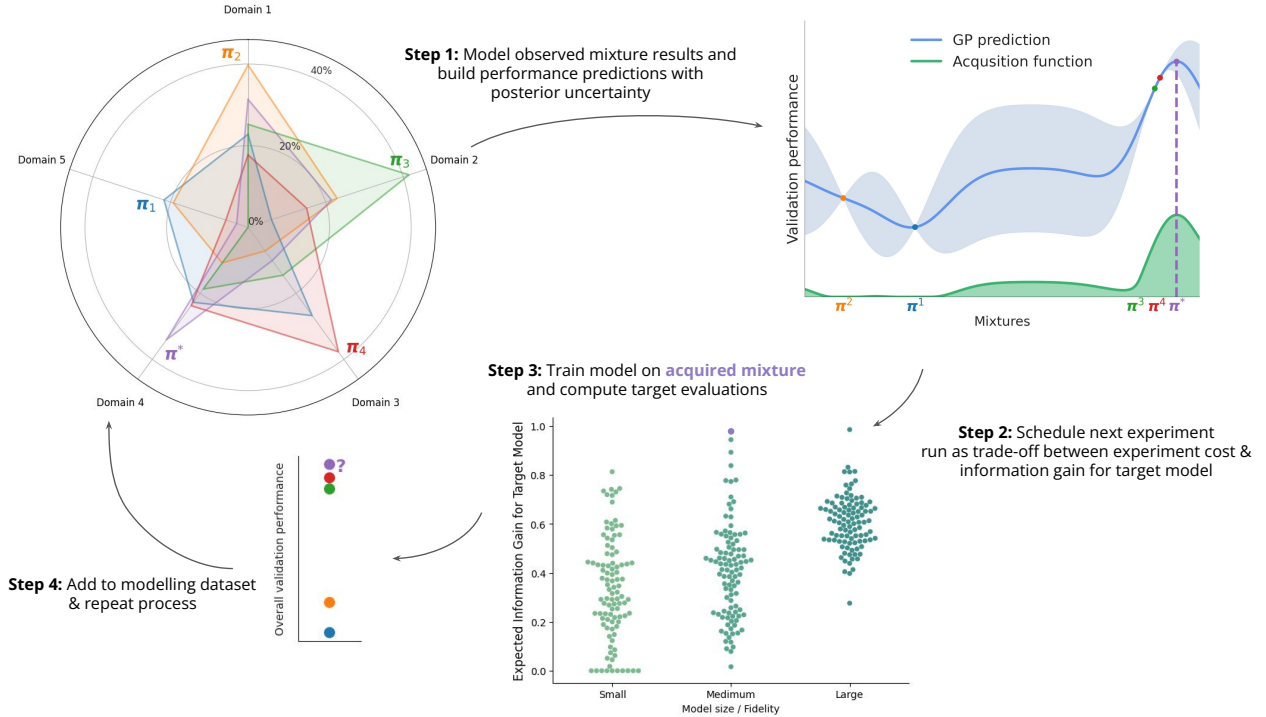 Domain 1
π2
40%
20%
Domain 5
Domain 2
π3
π1
0%
π*
π4
Domain 4
Domain 3
Step 1: Model observed mixture results and
build performance predictions with
posterior uncertainty
GP prediction
Acqusition function
Validation performance
π2
π1
π3
π4
π*
Mixtures
Step 3: Train model on acquired mixture
and compute target evaluations
Step 2: Schedule next experiment
run as trade-off between experiment cost &
information gain for target model
Expected Information Gain for Target Model
1.0
0.8
0.6
0.4
0.2
0.0
Small
Medimum
Large
Model size / Fidelity
Overall validation performance
?
Step 4: Add to modelling dataset
& repeat process